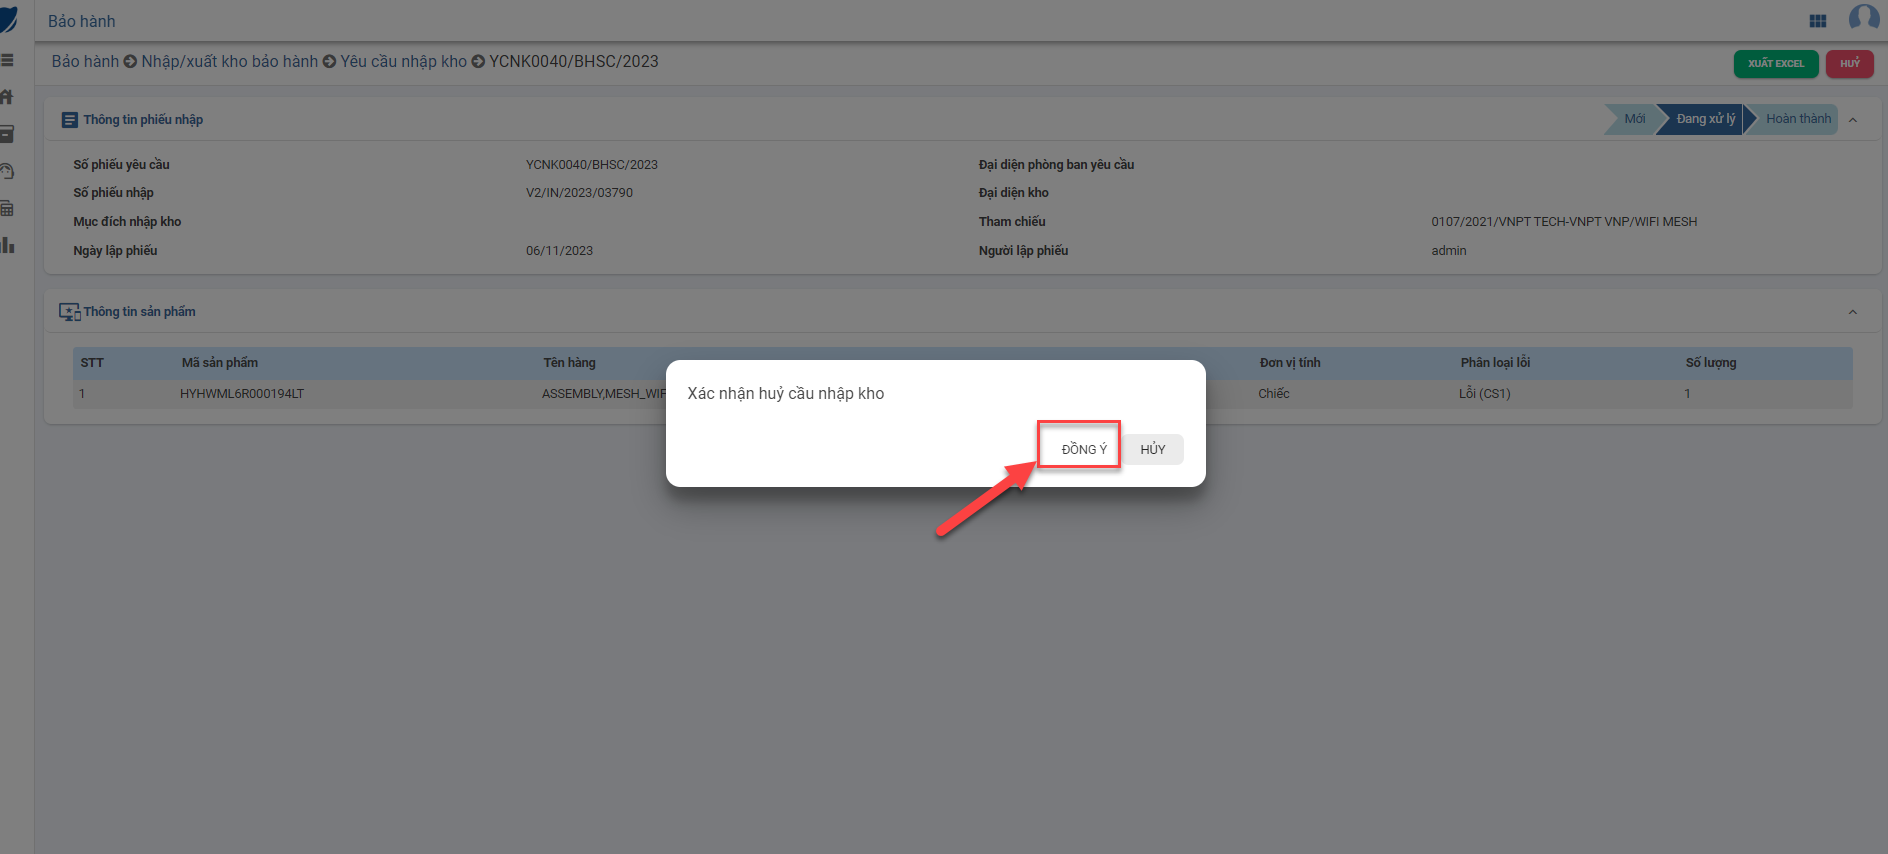 Bảo hành
Bảo hành Nhập/xuất kho bảo hành Yêu cầu nhập kho YCNK0040/BHSC/2023
XUẤT EXCEL
HUỶ
Thông tin phiếu nhập
Mới
Đang xử lý
Hoàn thành
Số phiếu yêu cầu YCNK0040/BHSC/2023 Đại diện phòng ban yêu cầu
Số phiếu nhập V2/IN/2023/03790 Đại diện kho
Mục đích nhập kho Tham chiếu 0107/2021/VNPT TECH-VNPT VNP/WIFI MESH
Ngày lập phiếu 06/11/2023 Người lập phiếu admin
Thông tin sản phẩm
STT Mã sản phẩm Tên hàng Đơn vị tính Phân loại lỗi Số lượng
1 HYHWML6R000194LT ASSEMBLY,MESH_WIF Chiếc Lỗi (CS1) 1
Xác nhận huỷ cầu nhập kho
ĐỒNG Ý
HỦY